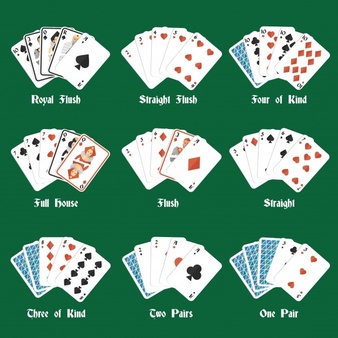 Royal Flush
Straight Flush
Four of Kind
Full House
Flush
Straight
Three of Kind
Two Pairs
One Pair